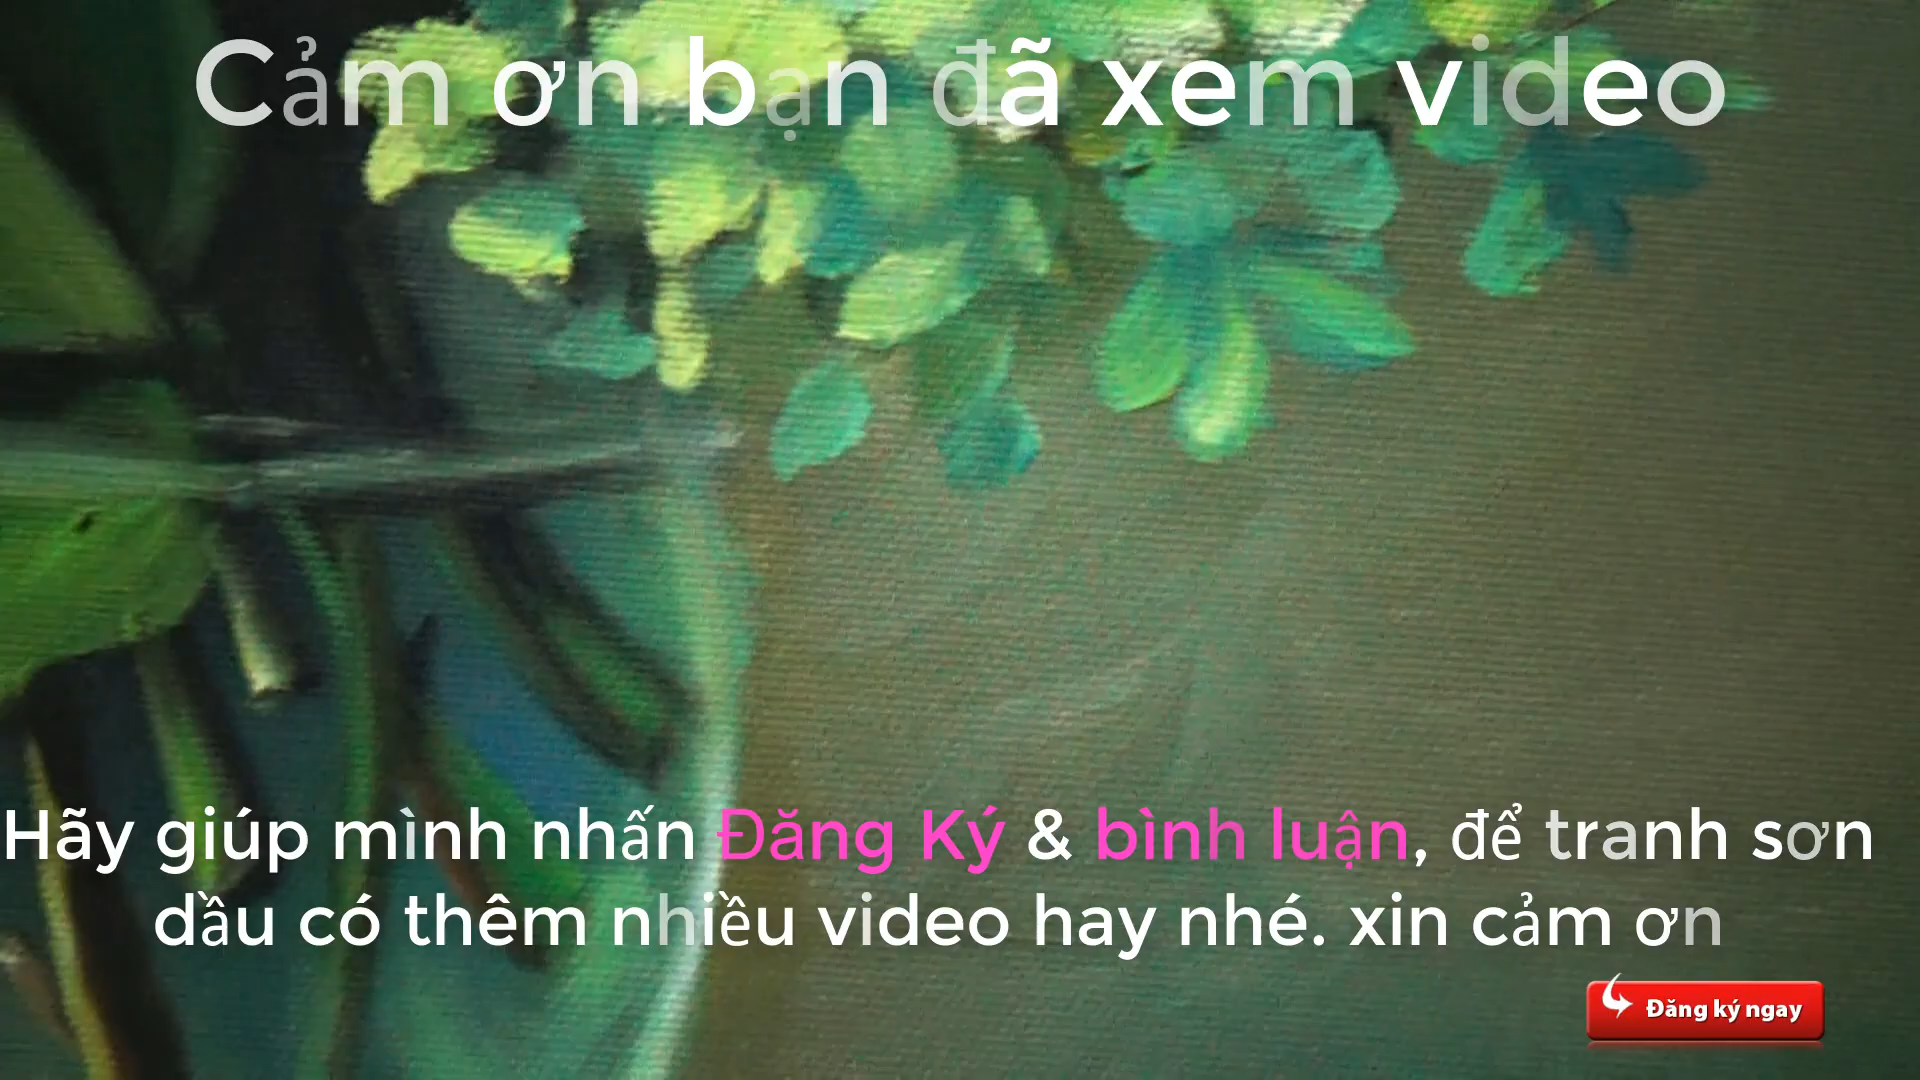 Cảm ơn bạn đã xem video
Hãy giúp mình nhấn Đăng Ký & bình luận, để tranh sơn
dầu có thêm nhiều video hay nhé. xin cảm ơn
Đăng ký ngay